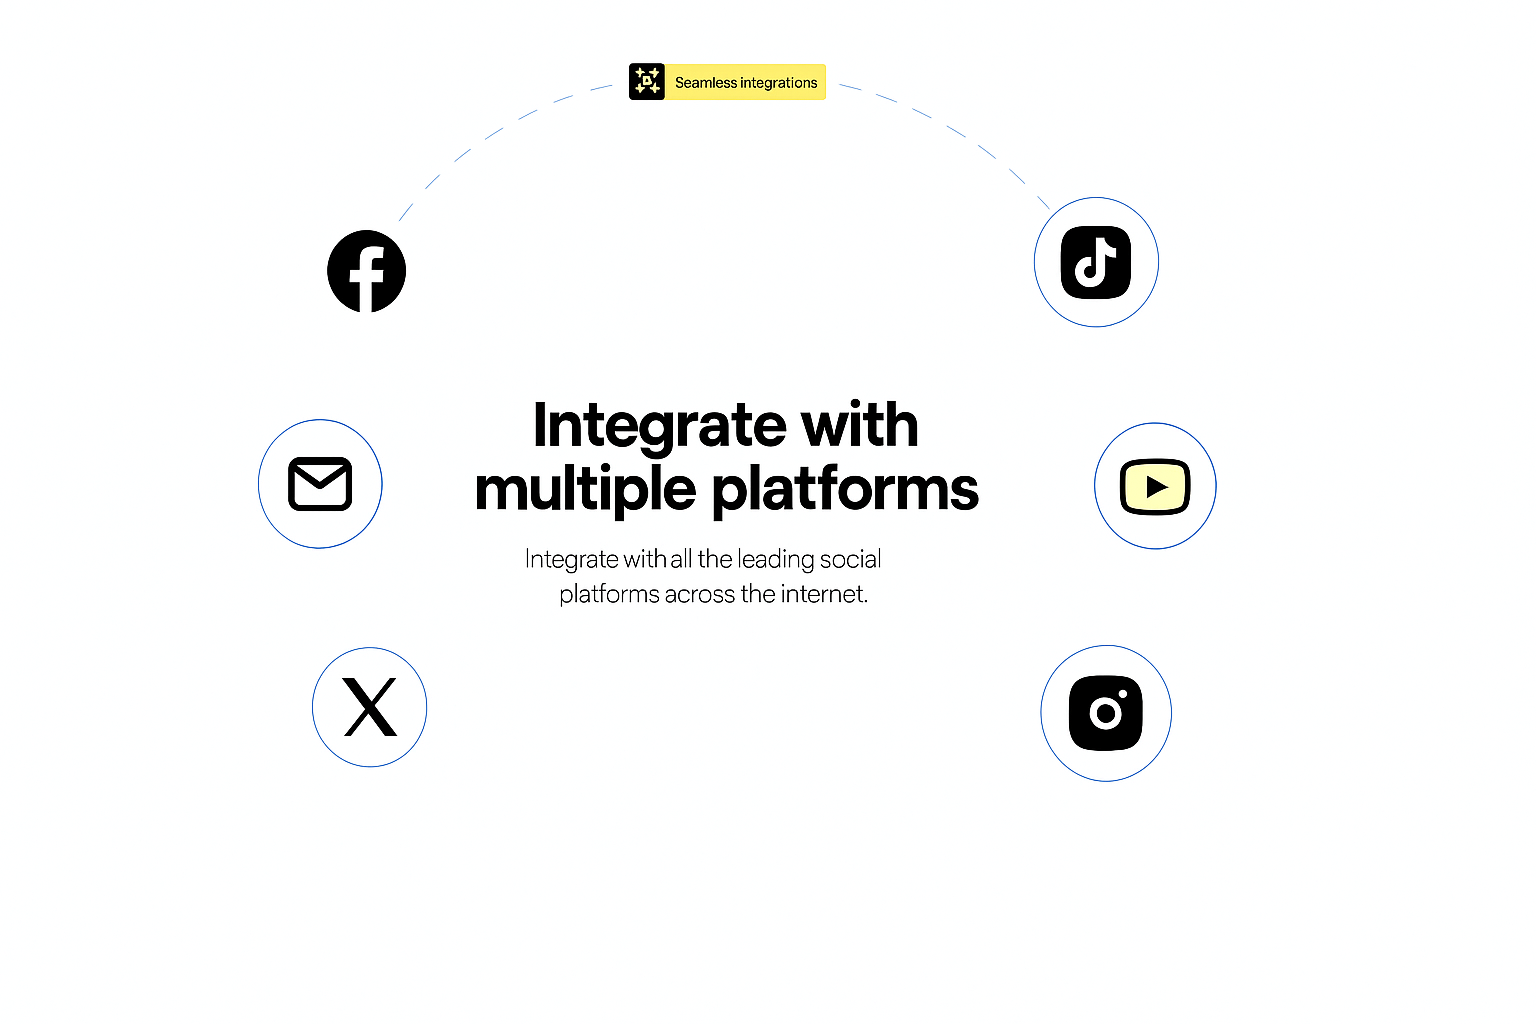 Seamless integrations
Integrate with
multiple platforms
Integrate with all the leading social
platforms across the internet.